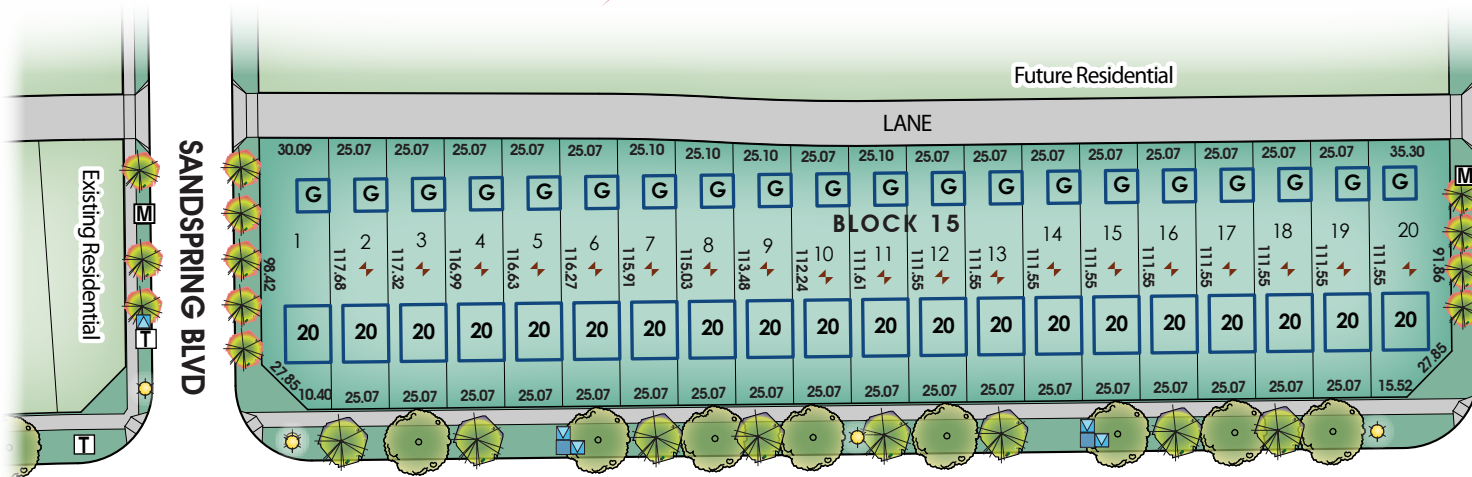 Future Residential
LANE
SANDSPRING BLVD
Existing Residential
30.09 25.07 25.07 25.07 25.07 25.07 25.10 25.10 25.10 25.07 25.10 25.07 25.07 25.07 25.07 25.07 25.07 25.07 25.07 35.30
M
G G G G G G G G G G G G G G G G G G G G
M
BLOCK 15
1 2 3 4 5 6 7 8 9 10 11 12 13 14 15 16 17 18 19 20
98.42 117.68 117.32 116.99 116.63 116.27 115.91 115.03 113.48 112.24 111.61 111.55 111.55 111.55 111.55 111.55 111.55 111.55 111.55 111.55 91.86
20 20 20 20 20 20 20 20 20 20 20 20 20 20 20 20 20 20 20 20
T
27.85
27.85
10.40 25.07 25.07 25.07 25.07 25.07 25.07 25.07 25.07 25.07 25.07 25.07 25.07 25.07 25.07 25.07 25.07 25.07 25.07 15.52
T